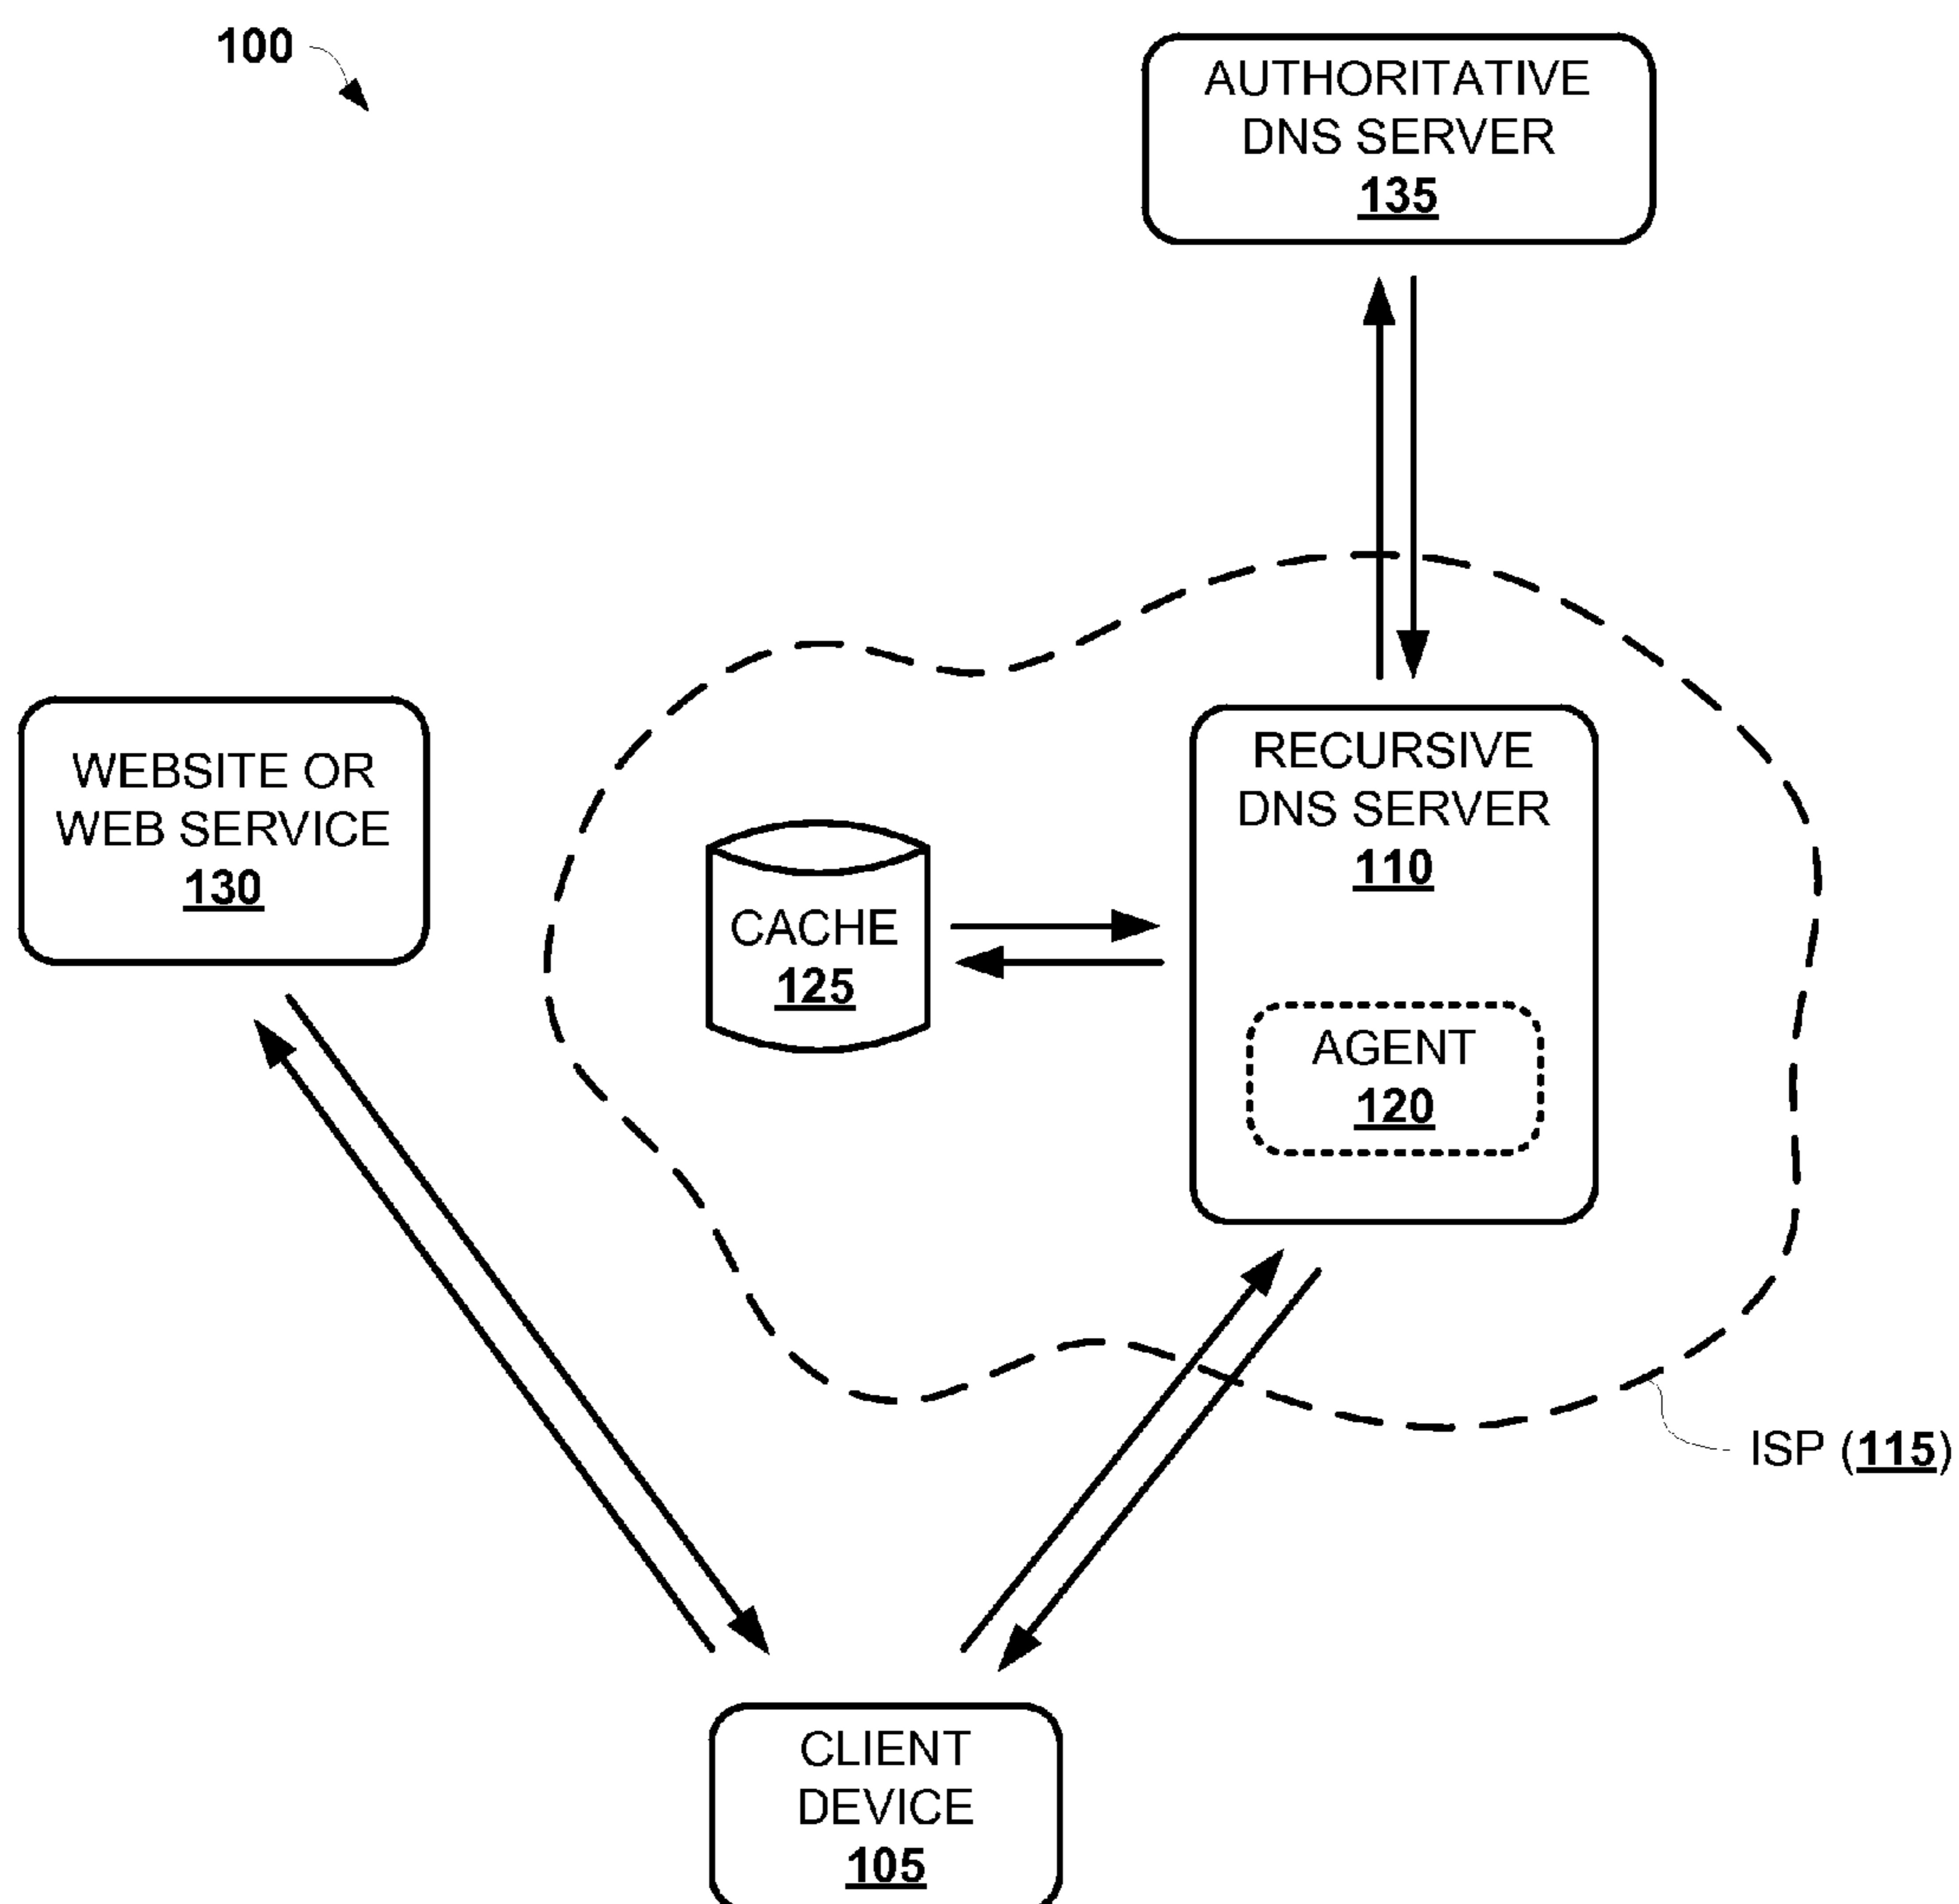 100
AUTHORITATIVE
DNS SERVER
135
WEBSITE OR
WEB SERVICE
130
RECURSIVE
DNS SERVER
110
CACHE
125
AGENT
120
ISP (115)
CLIENT
DEVICE
105